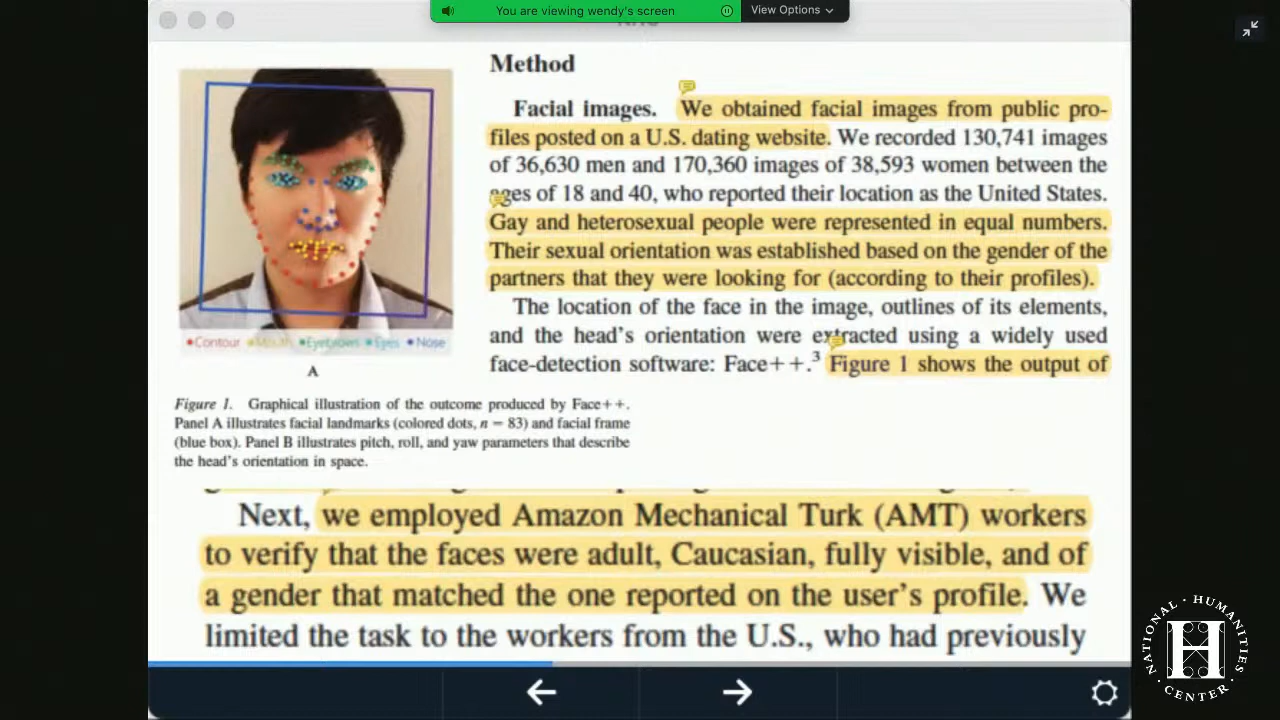 You are viewing wendy's screen
View Options
Method
Facial images. We obtained facial images from public pro-
files posted on a U.S. dating website. We recorded 130,741 images
of 36,630 men and 170,360 images of 38,593 women between the
ages of 18 and 40, who reported their location as the United States.
Gay and heterosexual people were represented in equal numbers.
Their sexual orientation was established based on the gender of the
partners that they were looking for (according to their profiles).
The location of the face in the image, outlines of its elements,
and the head's orientation were extracted using a widely used
face-detection software: Face++.³ Figure 1 shows the output of
Contour Mouth Eyebrows Eyes Nose
A
Figure 1. Graphical illustration of the outcome produced by Face++.
Panel A illustrates facial landmarks (colored dots, n = 83) and facial frame
(blue box). Panel B illustrates pitch, roll, and yaw parameters that describe
the head's orientation in space.
Next, we employed Amazon Mechanical Turk (AMT) workers
to verify that the faces were adult, Caucasian, fully visible, and of
a gender that matched the one reported on the user's profile. We
limited the task to the workers from the U.S., who had previously
NATIONAL · HUMANITIES
CENTER
H